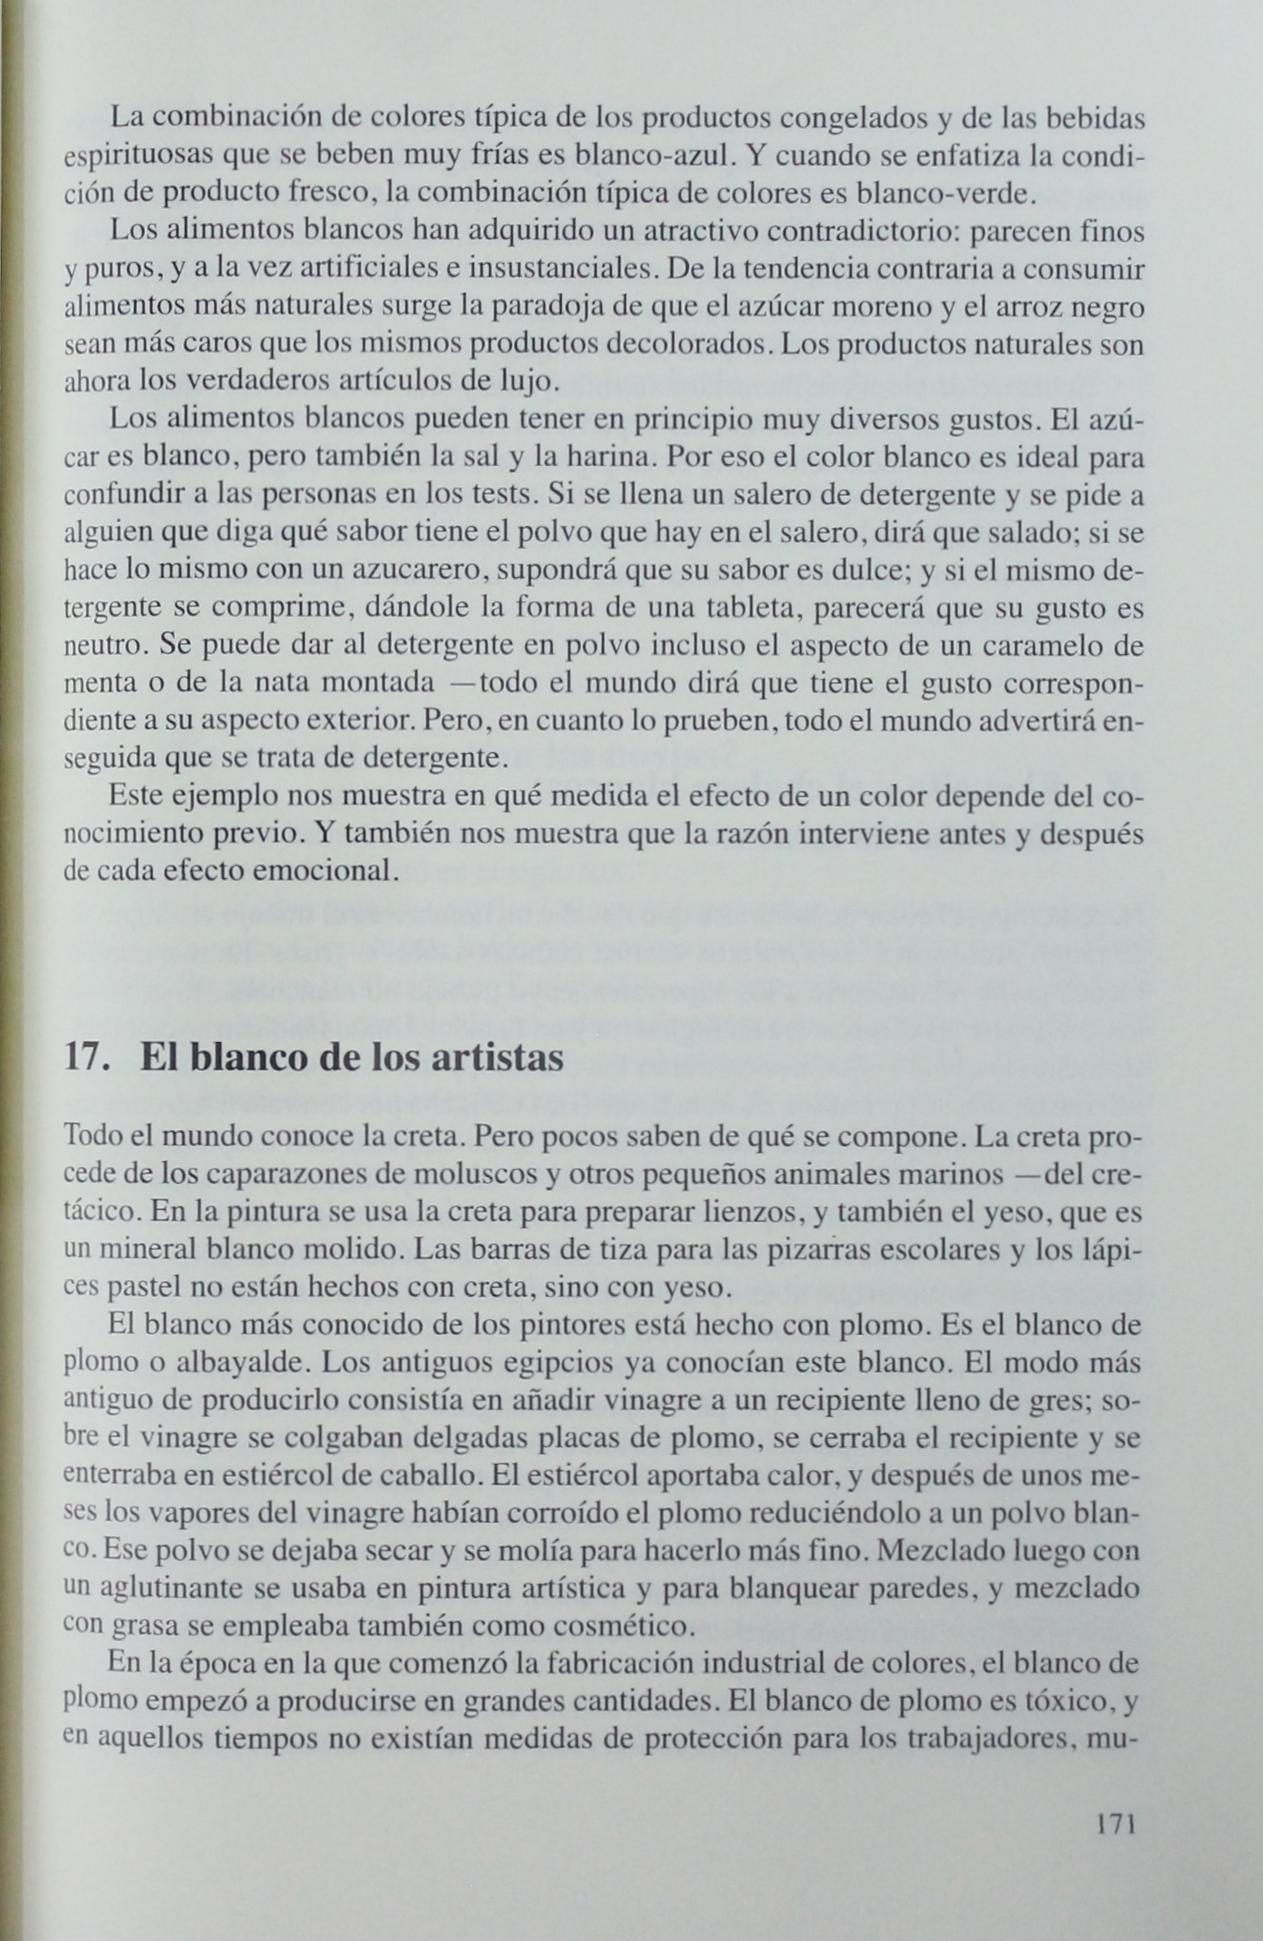 La combinación de colores típica de los productos congelados y de las bebidas
espirituosas que se beben muy frías es blanco-azul. Y cuando se enfatiza la condi-
ción de producto fresco, la combinación típica de colores es blanco-verde.
Los alimentos blancos han adquirido un atractivo contradictorio: parecen finos
y puros, y a la vez artificiales e insustanciales. De la tendencia contraria a consumir
alimentos más naturales surge la paradoja de que el azúcar moreno y el arroz negro
sean más caros que los mismos productos decolorados. Los productos naturales son
ahora los verdaderos artículos de lujo.
Los alimentos blancos pueden tener en principio muy diversos gustos. El azú-
car es blanco, pero también la sal y la harina. Por eso el color blanco es ideal para
confundir a las personas en los tests. Si se llena un salero de detergente y se pide a
alguien que diga qué sabor tiene el polvo que hay en el salero, dirá que salado; si se
hace lo mismo con un azucarero, supondrá que su sabor es dulce; y si el mismo de-
tergente se comprime, dándole la forma de una tableta, parecerá que su gusto es
neutro. Se puede dar al detergente en polvo incluso el aspecto de un caramelo de
menta o de la nata montada —todo el mundo dirá que tiene el gusto correspon-
diente a su aspecto exterior. Pero, en cuanto lo prueben, todo el mundo advertirá en-
seguida que se trata de detergente.
Este ejemplo nos muestra en qué medida el efecto de un color depende del co-
nocimiento previo. Y también nos muestra que la razón interviene antes y después
de cada efecto emocional.
17. El blanco de los artistas
Todo el mundo conoce la creta. Pero pocos saben de qué se compone. La creta pro-
cede de los caparazones de moluscos y otros pequeños animales marinos —del cre-
tácico. En la pintura se usa la creta para preparar lienzos, y también el yeso, que es
un mineral blanco molido. Las barras de tiza para las pizarras escolares y los lápi-
ces pastel no están hechos con creta, sino con yeso.
El blanco más conocido de los pintores está hecho con plomo. Es el blanco de
plomo o albayalde. Los antiguos egipcios ya conocían este blanco. El modo más
antiguo de producirlo consistía en añadir vinagre a un recipiente lleno de gres; so-
bre el vinagre se colgaban delgadas placas de plomo, se cerraba el recipiente y se
enterraba en estiércol de caballo. El estiércol aportaba calor, y después de unos me-
ses los vapores del vinagre habían corroído el plomo reduciéndolo a un polvo blan-
co. Ese polvo se dejaba secar y se molía para hacerlo más fino. Mezclado luego con
un aglutinante se usaba en pintura artística y para blanquear paredes, y mezclado
con grasa se empleaba también como cosmético.
En la época en la que comenzó la fabricación industrial de colores, el blanco de
plomo empezó a producirse en grandes cantidades. El blanco de plomo es tóxico, y
en aquellos tiempos no existían medidas de protección para los trabajadores, mu-
171